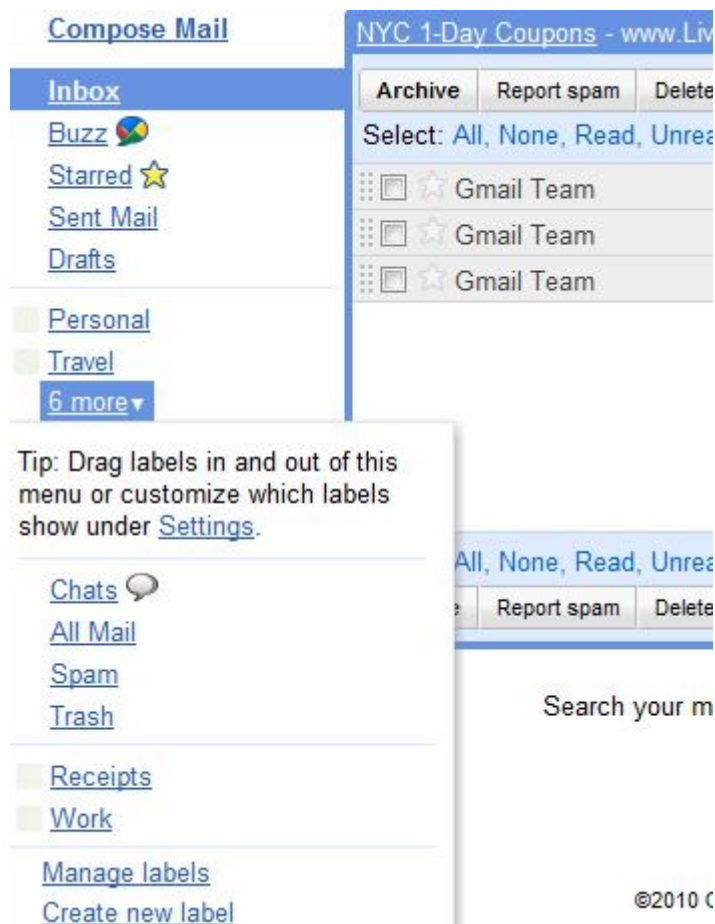 Compose Mail
Inbox
Buzz
Starred
Sent Mail
Drafts
Personal
Travel
6 more
Tip: Drag labels in and out of this
menu or customize which labels
show under Settings.
Chats
All Mail
Spam
Trash
Receipts
Work
Manage labels
Create new label
NYC 1-Day Coupons - www.Liv
Archive Report spam Delete
Select: All, None, Read, Unrea
Gmail Team
Gmail Team
Gmail Team
All, None, Read, Unrea
Report spam Delete
Search your m
©2010